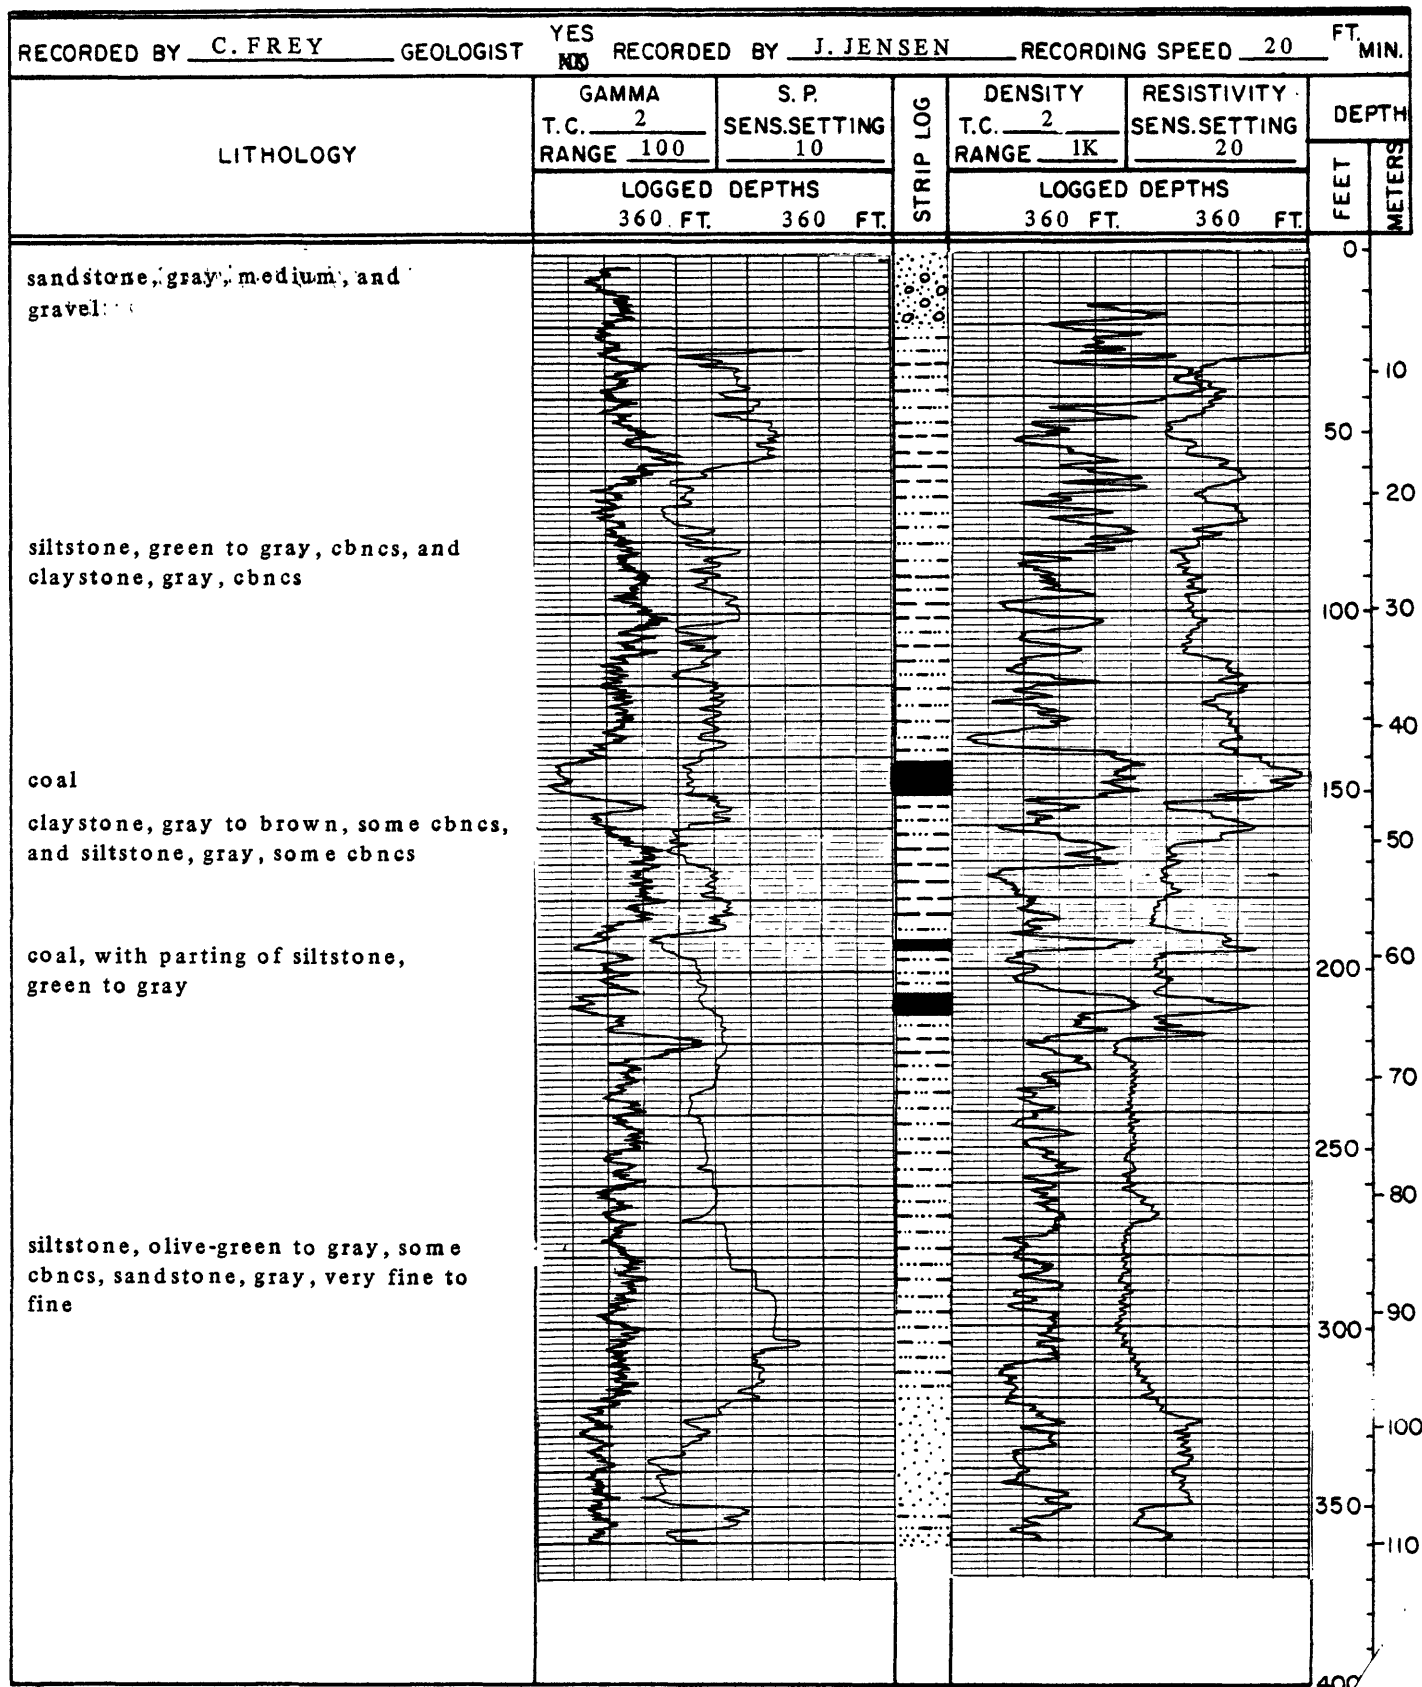 RECORDED BY C. FREY GEOLOGIST YES RECORDED BY J. JENSEN RECORDING SPEED 20 FT. MIN.
LITHOLOGY
GAMMA
T.C. 2
RANGE 100
S. P.
SENS.SETTING
10
LOGGED DEPTHS
360 FT. 360 FT.
STRIP LOG
DENSITY
T.C. 2
RANGE 1K
RESISTIVITY
SENS.SETTING
20
LOGGED DEPTHS
360 FT. 360 FT.
DEPTH
FEET
METERS
sandstone, gray, medium, and
gravel
siltstone, green to gray, cbncs, and
claystone, gray, cbncs
coal
claystone, gray to brown, some cbncs,
and siltstone, gray, some cbncs
coal, with parting of siltstone,
green to gray
siltstone, olive-green to gray, some
cbncs, sandstone, gray, very fine to
fine
0
10
50
20
100 30
40
150
50
60
200
70
250
80
90
300
100
350
110
400